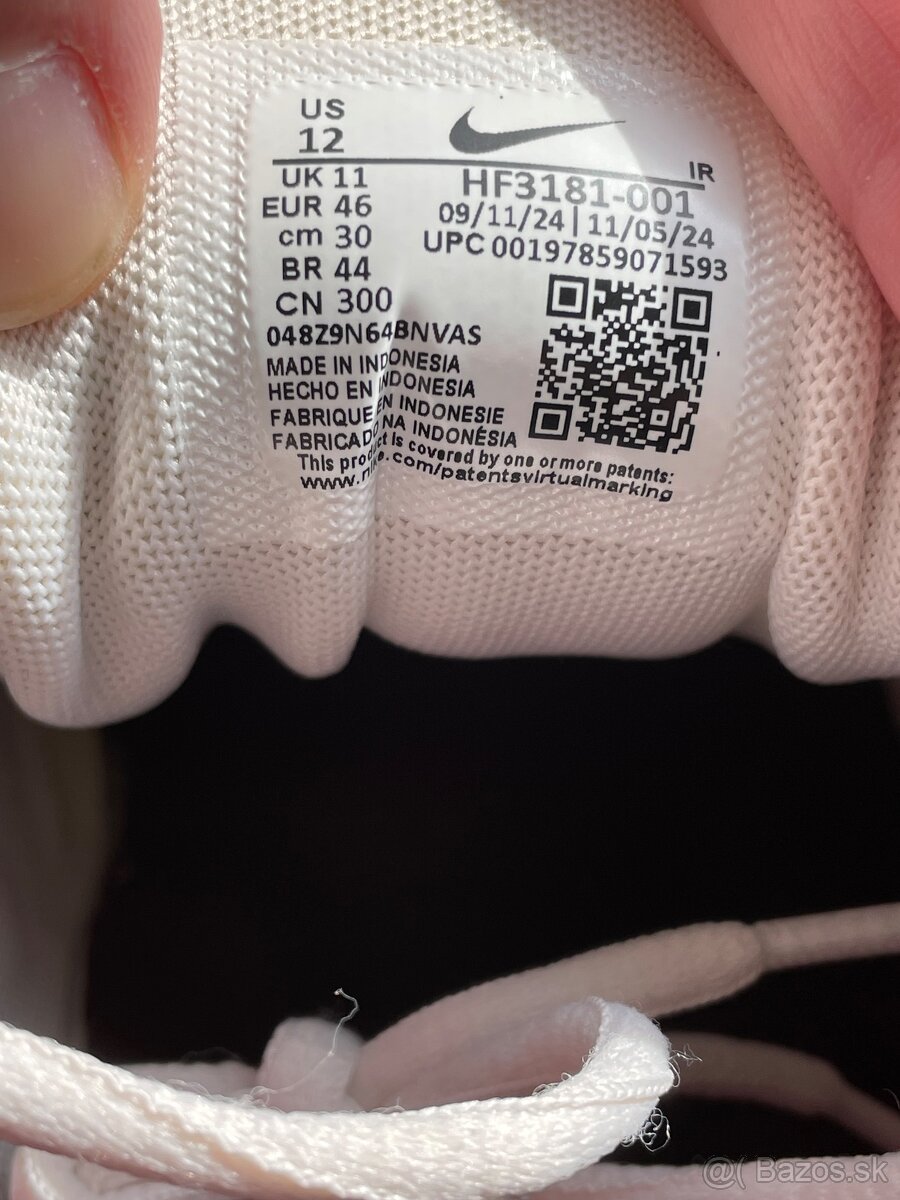 US
12
UK 11
EUR 46
cm 30
BR 44
CN 300
IR
HF3181-001
09/11/24 | 11/05/24
UPC 00197859071593
048Z9N64BNVAS
MADE IN INDONESIA
HECHO EN INDONESIA
FABRIQUE EN INDONESIE
FABRICADO NA INDONÉSIA
This product is covered by one or more patents:
www.nike.com/patentsvirtualmarking
@( Bazos.sk